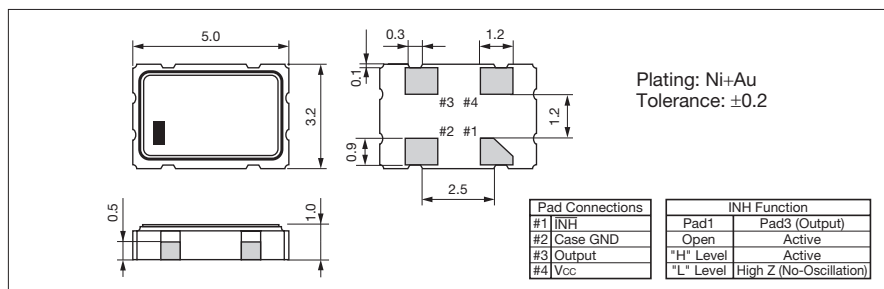 5.0
0.3
1.2
0.1
3.2
#3 #4
1.2
#2 #1
0.9
2.5
0.5
1.0
Plating: Ni+Au
Tolerance: ±0.2
Pad Connections
#1 INH
#2 Case GND
#3 Output
#4 Vcc
INH Function
Pad1 Pad3 (Output)
Open Active
"H" Level Active
"L" Level High Z (No-Oscillation)